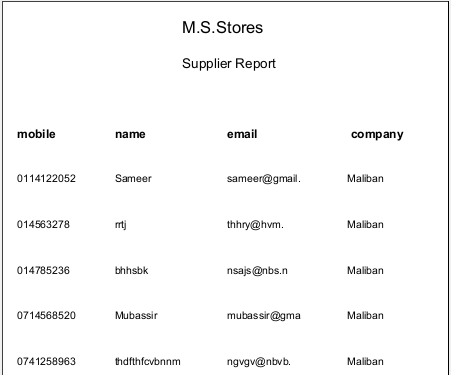 M.S.Stores
Supplier Report
mobile name email company
0114122052 Sameer sameer@gmail. Maliban
014563278 rrtj thhry@hvm. Maliban
014785236 bhhsbk nsajs@nbs.n Maliban
0714568520 Mubassir mubassir@gma Maliban
0741258963 thdfthfcvbnnm ngvgv@nbvb. Maliban